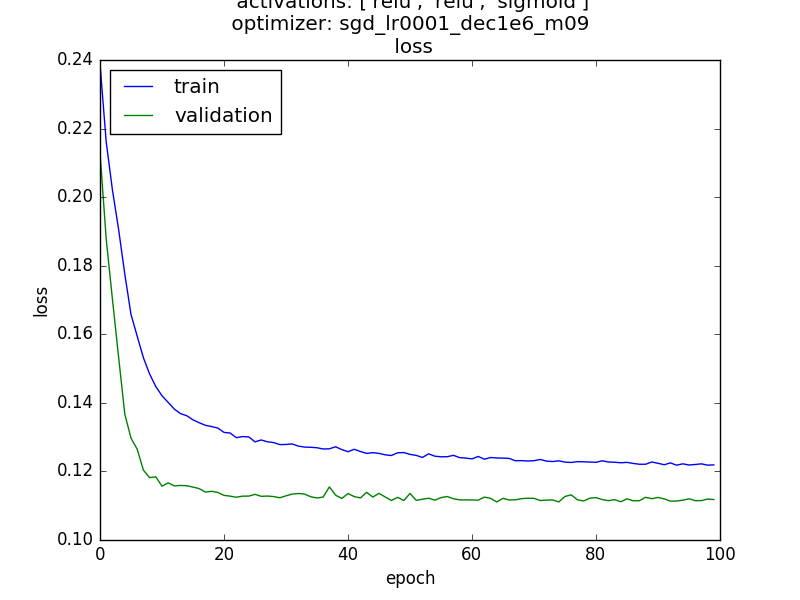 activations: ['relu', 'relu', 'sigmoid']
optimizer: sgd_lr0001_dec1e6_m09
loss
0.24
train
validation
0.22
0.20
0.18
0.16
0.14
0.12
0.10
loss
0 20 40 60 80 100
epoch